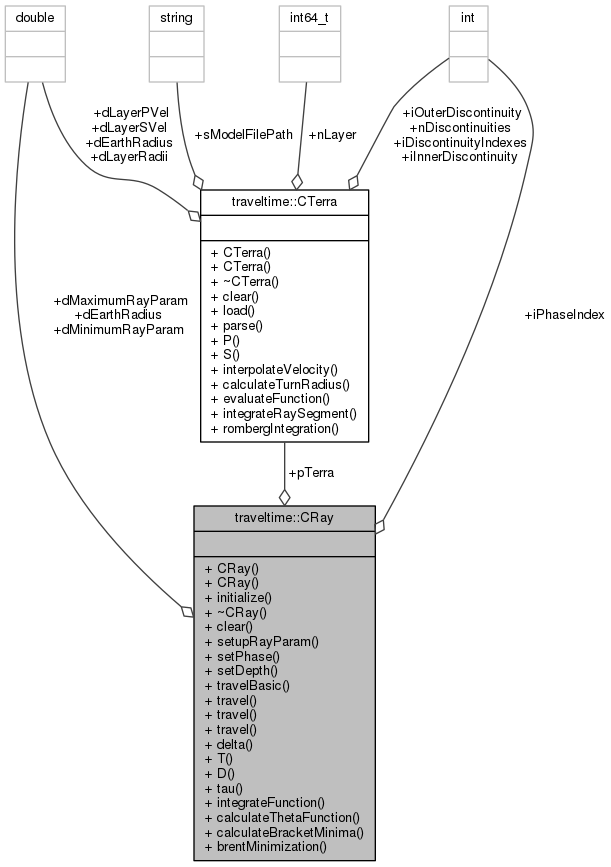 double
string
int64_t
int
+dLayerPVel
+dLayerSVel
+dEarthRadius
+dLayerRadii
+sModelFilePath
+nLayer
+iOuterDiscontinuity
+nDiscontinuities
+iDiscontinuityIndexes
+iInnerDiscontinuity
traveltime::CTerra
+ CTerra()
+ CTerra()
+ ~CTerra()
+ clear()
+ load()
+ parse()
+ P()
+ S()
+ interpolateVelocity()
+ calculateTurnRadius()
+ evaluateFunction()
+ integrateRaySegment()
+ rombergIntegration()
+dMaximumRayParam
+dEarthRadius
+dMinimumRayParam
+iPhaseIndex
+pTerra
traveltime::CRay
+ CRay()
+ CRay()
+ initialize()
+ ~CRay()
+ clear()
+ setupRayParam()
+ setPhase()
+ setDepth()
+ travelBasic()
+ travel()
+ travel()
+ travel()
+ delta()
+ T()
+ D()
+ tau()
+ integrateFunction()
+ calculateThetaFunction()
+ calculateBracketMinima()
+ brentMinimization()